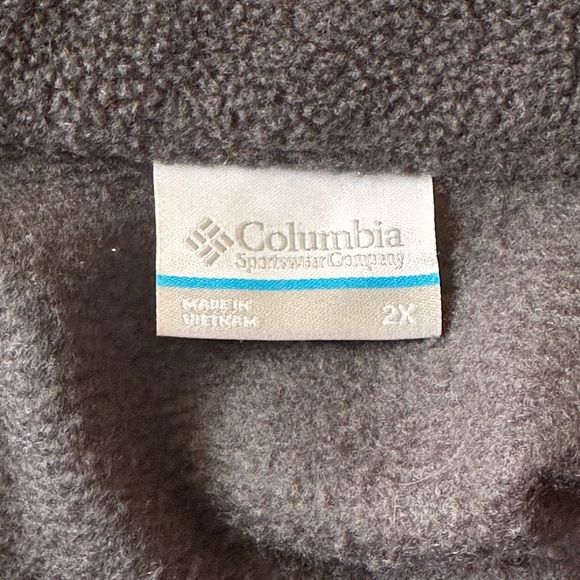 Columbia
Sportswear Company
MADE IN
VIETNAM
2X